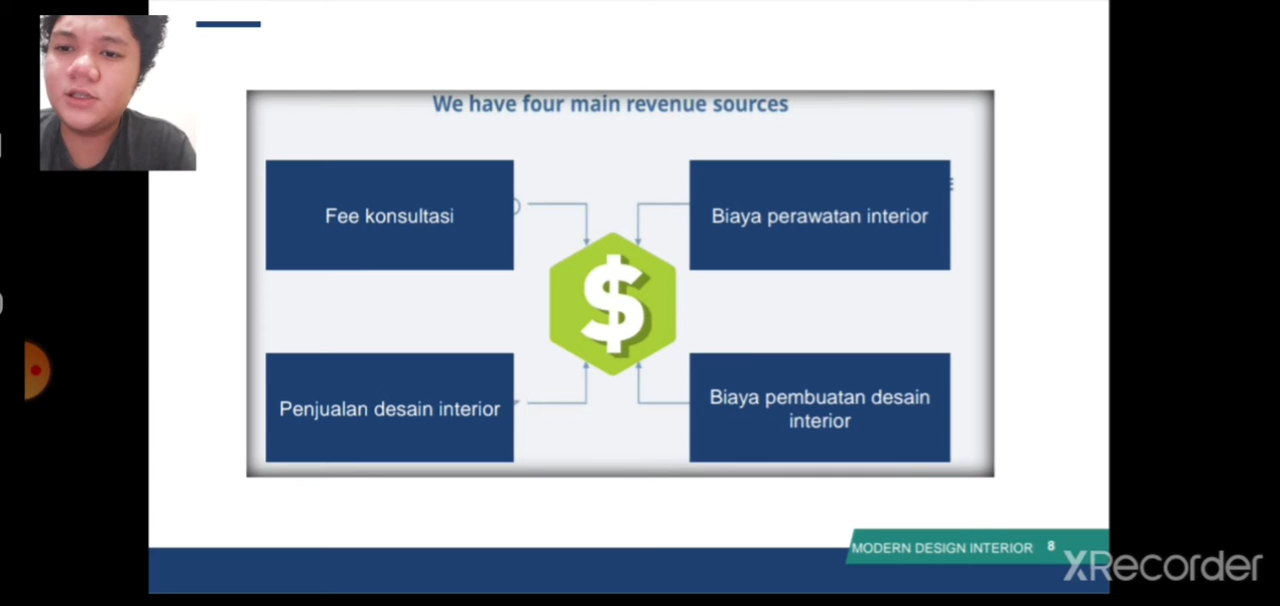 We have four main revenue sources
Fee konsultasi
Biaya perawatan interior
Penjualan desain interior
Biaya pembuatan desain
interior
MODERN DESIGN INTERIOR 8
XRecorder